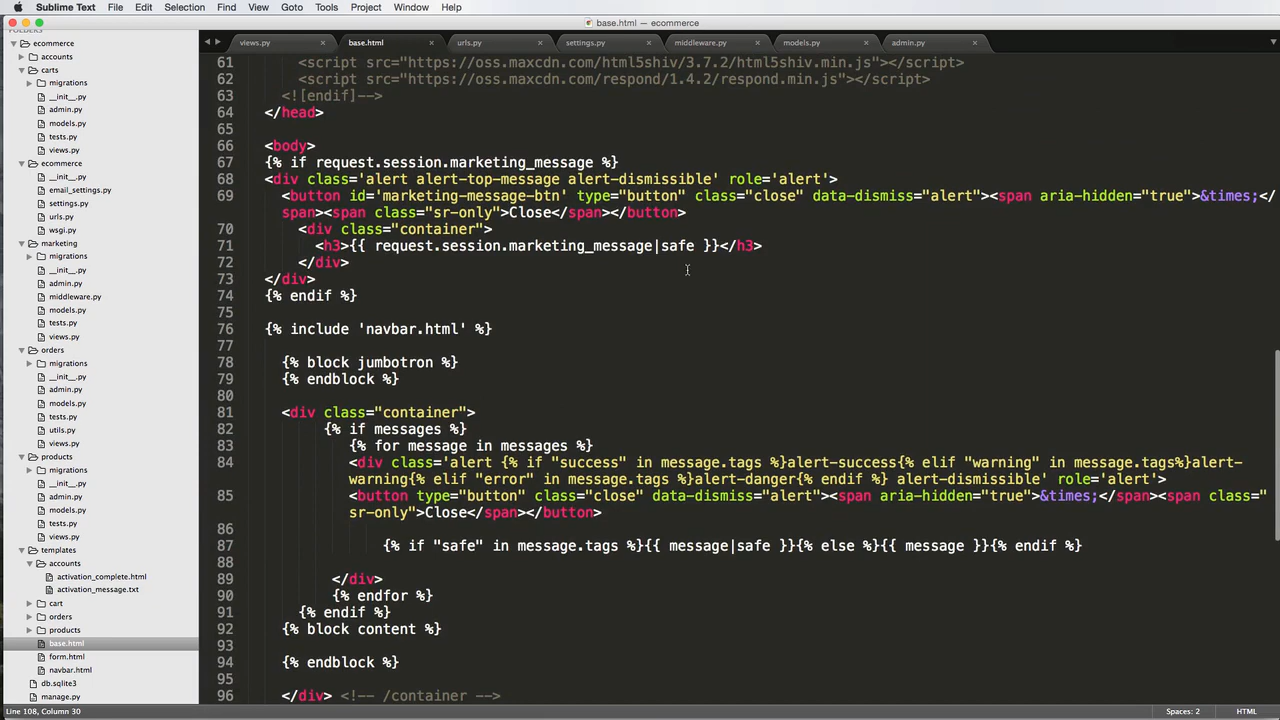 Sublime Text File Edit Selection Find View Goto Tools Project Window Help
base.html — ecommerce
FOLDERS
ecommerce
accounts
carts
migrations
__init__.py
admin.py
models.py
tests.py
views.py
ecommerce
__init__.py
email_settings.py
settings.py
urls.py
wsgi.py
marketing
migrations
__init__.py
admin.py
middleware.py
models.py
tests.py
views.py
orders
migrations
__init__.py
admin.py
models.py
tests.py
utils.py
views.py
products
migrations
__init__.py
admin.py
models.py
tests.py
views.py
templates
accounts
activation_complete.html
activation_message.txt
cart
orders
products
base.html
form.html
navbar.html
db.sqlite3
manage.py
views.py × base.html × urls.py × settings.py × middleware.py × models.py × admin.py ×
61 <script src="https://oss.maxcdn.com/html5shiv/3.7.2/html5shiv.min.js"></script>
62 <script src="https://oss.maxcdn.com/respond/1.4.2/respond.min.js"></script>
63 <![endif]-->
64 </head>
65
66 <body>
67 {% if request.session.marketing_message %}
68 <div class='alert alert-top-message alert-dismissible' role='alert'>
69 <button id='marketing-message-btn' type="button" class="close" data-dismiss="alert"><span aria-hidden="true">&times;</
span><span class="sr-only">Close</span></button>
70 <div class="container">
71 <h3>{{ request.session.marketing_message|safe }}</h3>
72 </div>
73 </div>
74 {% endif %}
75
76 {% include 'navbar.html' %}
77
78 {% block jumbotron %}
79 {% endblock %}
80
81 <div class="container">
82 {% if messages %}
83 {% for message in messages %}
84 <div class='alert {% if "success" in message.tags %}alert-success{% elif "warning" in message.tags%}alert-
warning{% elif "error" in message.tags %}alert-danger{% endif %} alert-dismissible' role='alert'>
85 <button type="button" class="close" data-dismiss="alert"><span aria-hidden="true">&times;</span><span class="
sr-only">Close</span></button>
86
87 {% if "safe" in message.tags %}{{ message|safe }}{% else %}{{ message }}{% endif %}
88
89 </div>
90 {% endfor %}
91 {% endif %}
92 {% block content %}
93
94 {% endblock %}
95
96 </div> <!-- /container -->
Line 108, Column 30 Spaces: 2 HTML